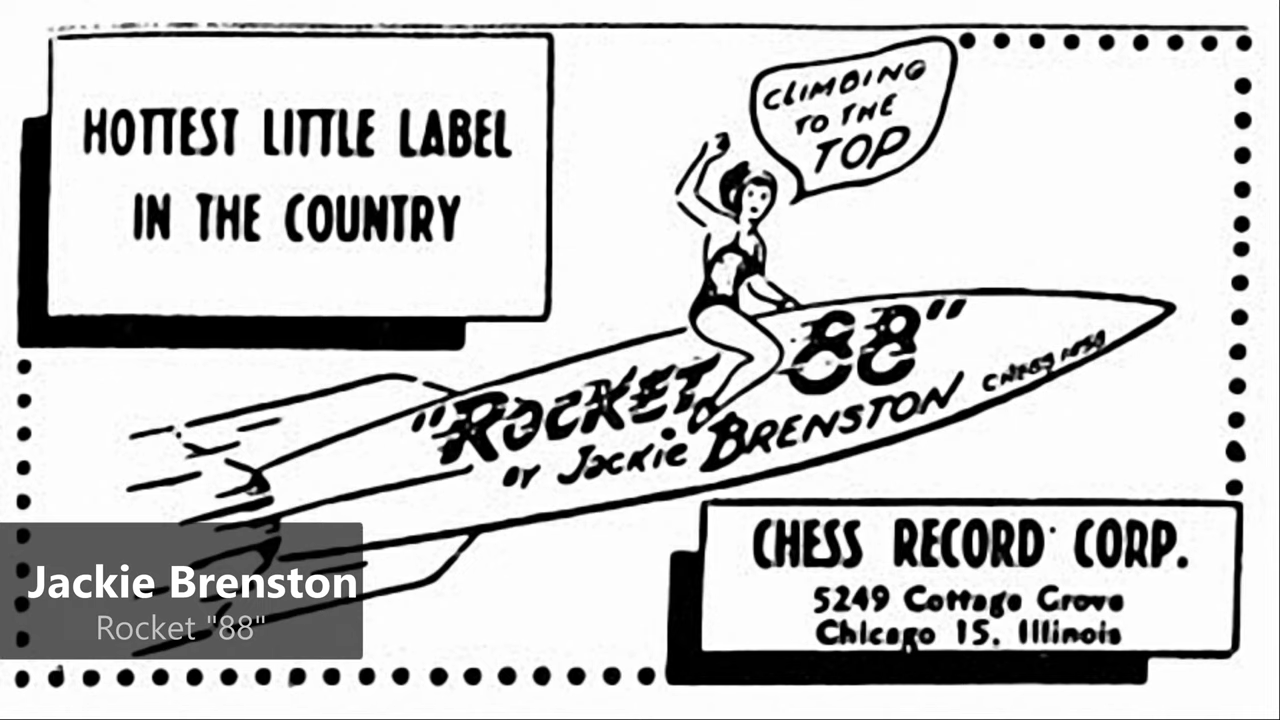 HOTTEST LITTLE LABEL
IN THE COUNTRY
CLIMBING
TO THE
TOP
"ROCKET 88"
BY Jackie BRENSTON CHESS 1458
CHESS RECORD CORP.
5249 Cottage Grove
Chicago 15, Illinois
Jackie Brenston
Rocket "88"